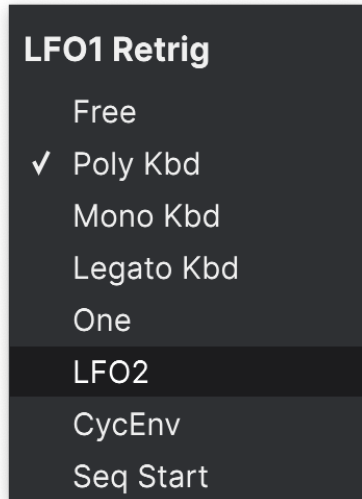 LFO1 Retrig
Free
✓ Poly Kbd
Mono Kbd
Legato Kbd
One
LFO2
CycEnv
Seq Start